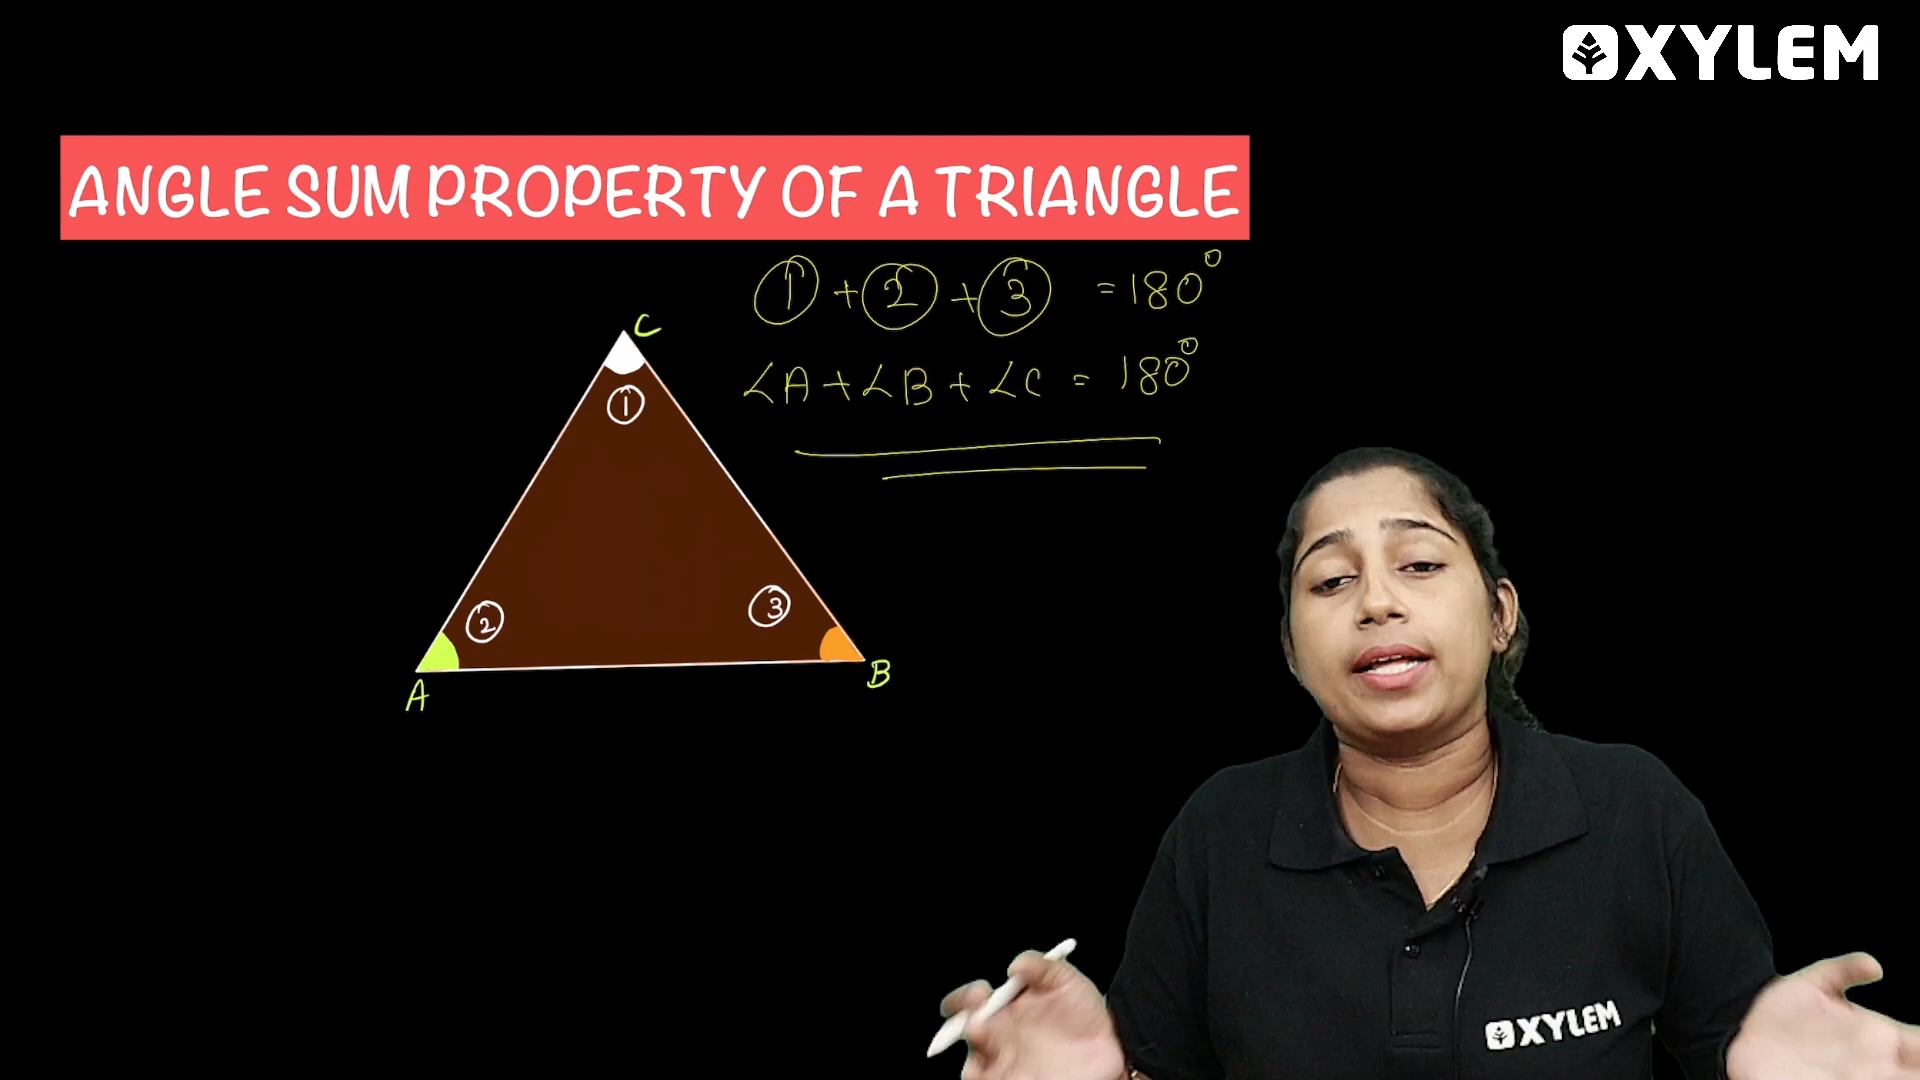 XYLEM
ANGLE SUM PROPERTY OF A TRIANGLE
① + ② + ③ = 180°
∠A + ∠B + ∠C = 180°
C
①
②
③
A
B
XYLEM